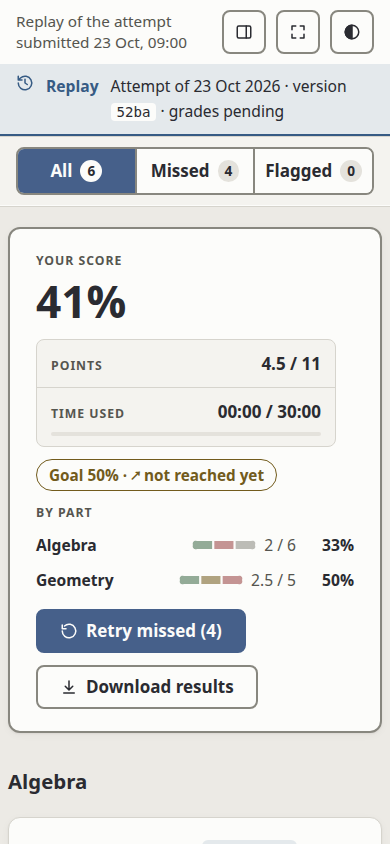 Replay of the attempt
submitted 23 Oct, 09:00
Replay Attempt of 23 Oct 2026 · version
52ba · grades pending
All 6 Missed 4 Flagged 0
YOUR SCORE
41%
POINTS 4.5 / 11
TIME USED 00:00 / 30:00
Goal 50% · ↗ not reached yet
BY PART
Algebra 2 / 6 33%
Geometry 2.5 / 5 50%
Retry missed (4)
Download results
Algebra